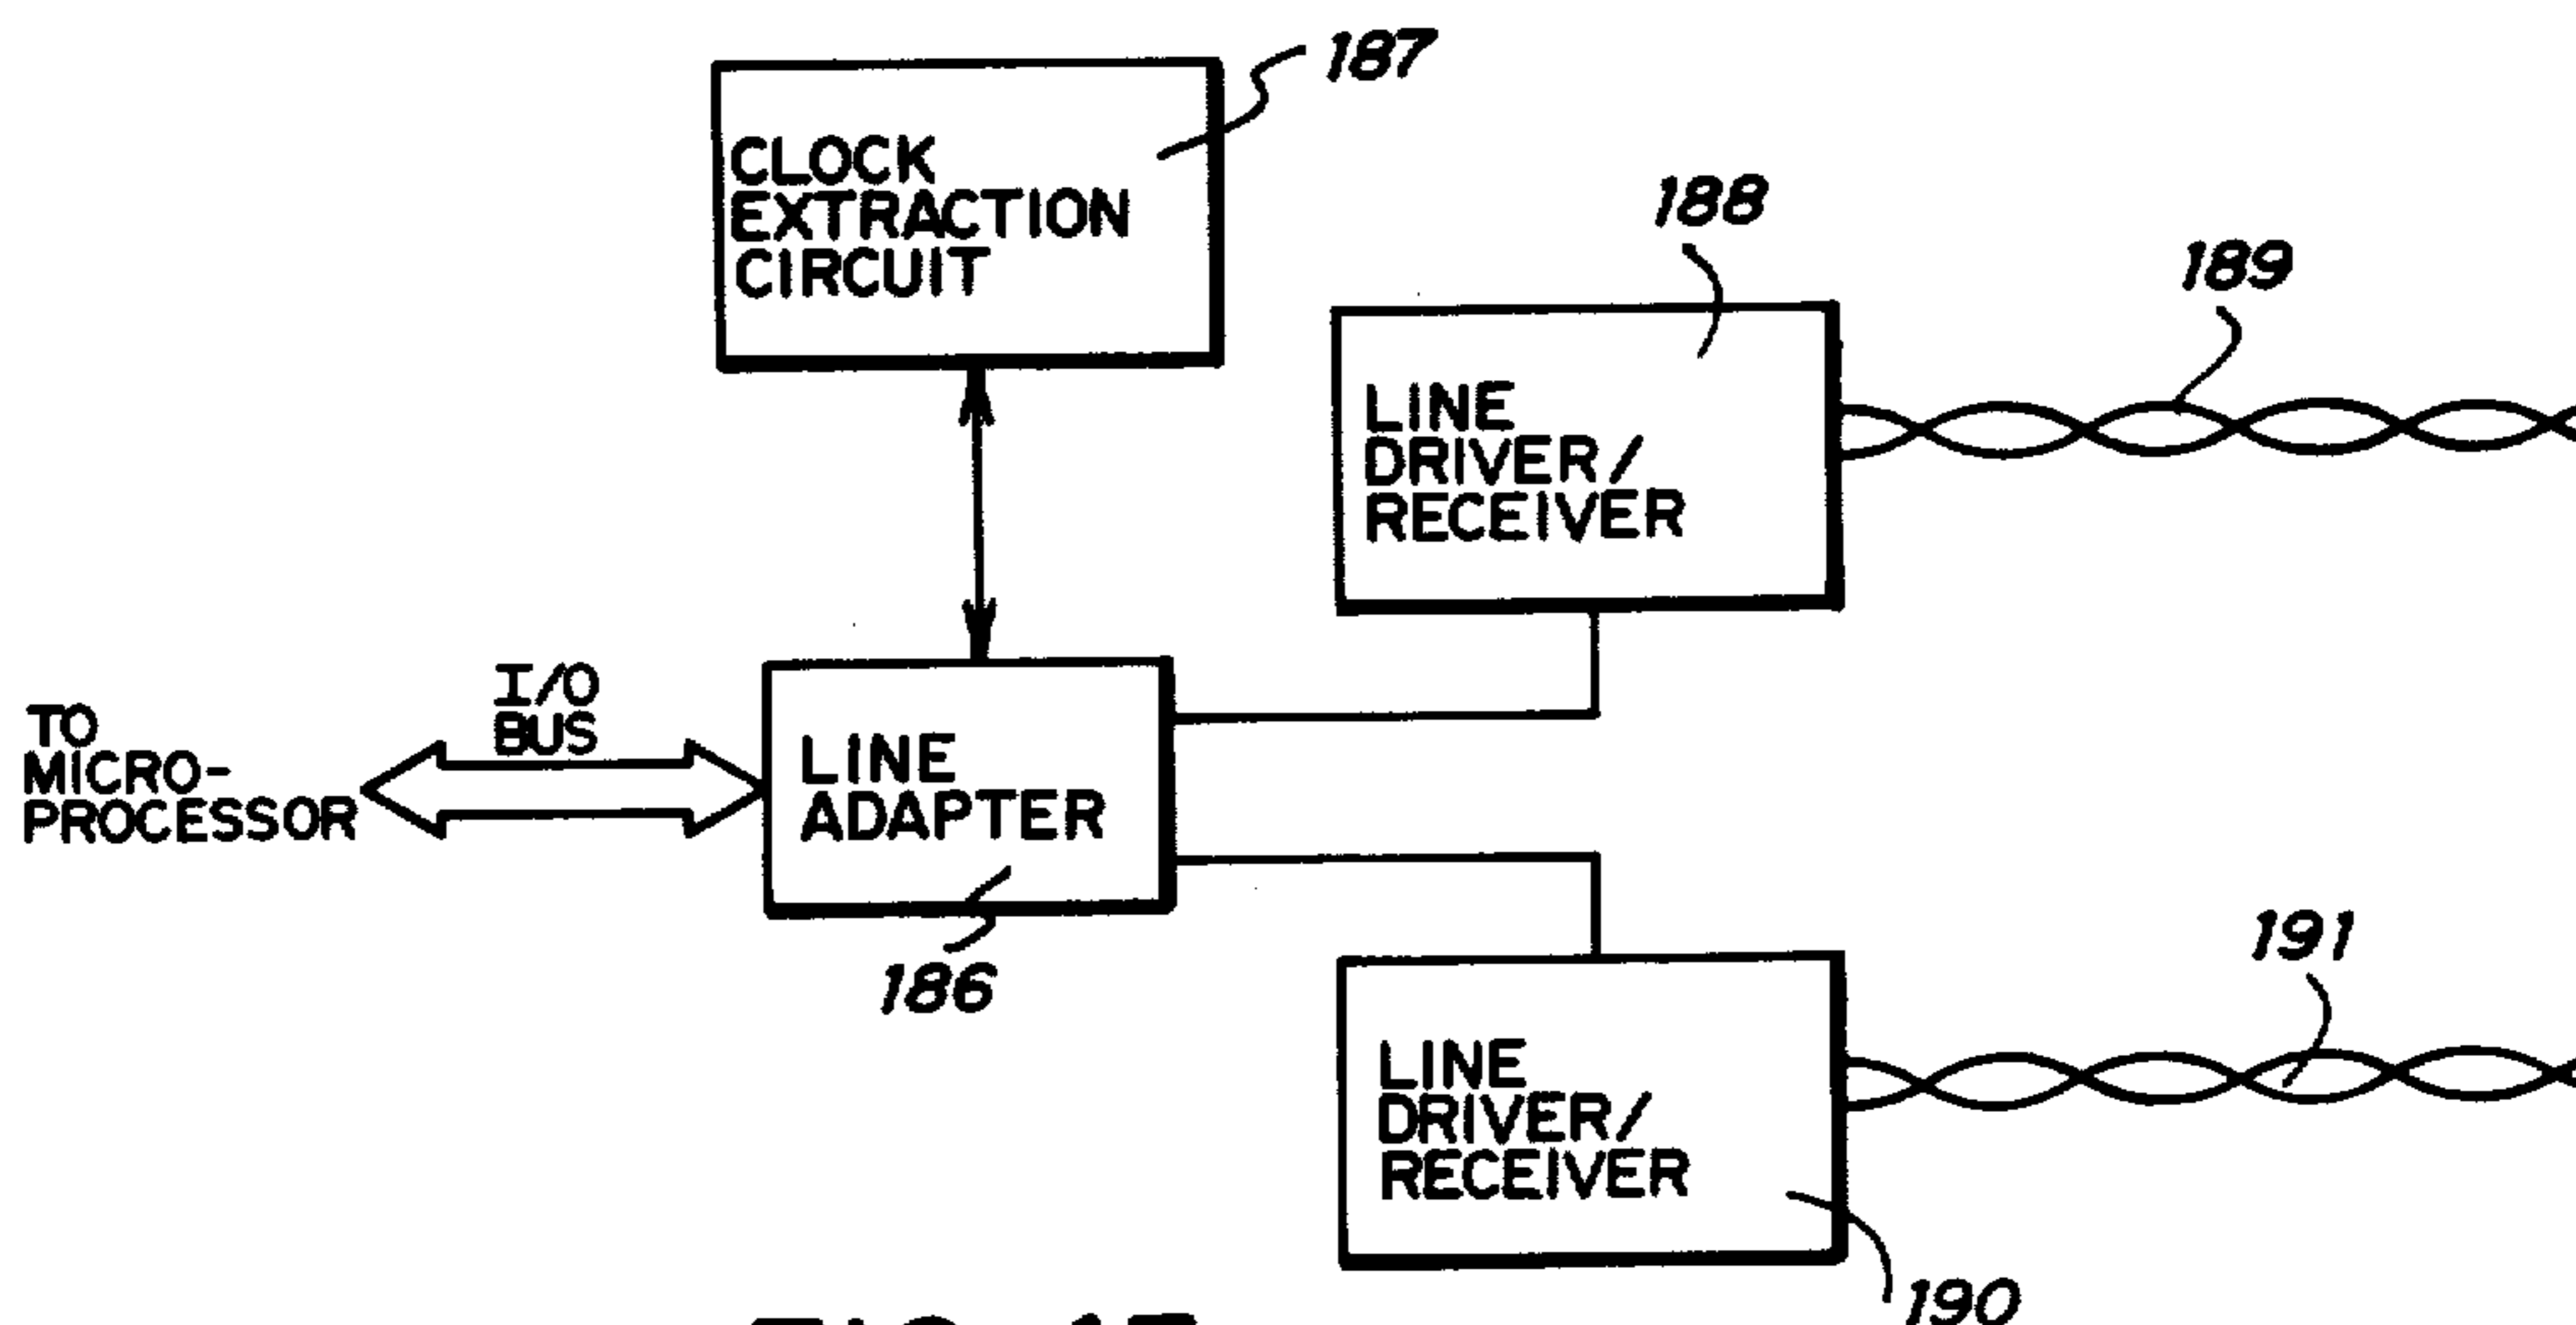 187
CLOCK
EXTRACTION
CIRCUIT
188
189
LINE
DRIVER/
RECEIVER
I/O
BUS
TO
MICRO-
PROCESSOR
LINE
ADAPTER
186
191
LINE
DRIVER/
RECEIVER
190